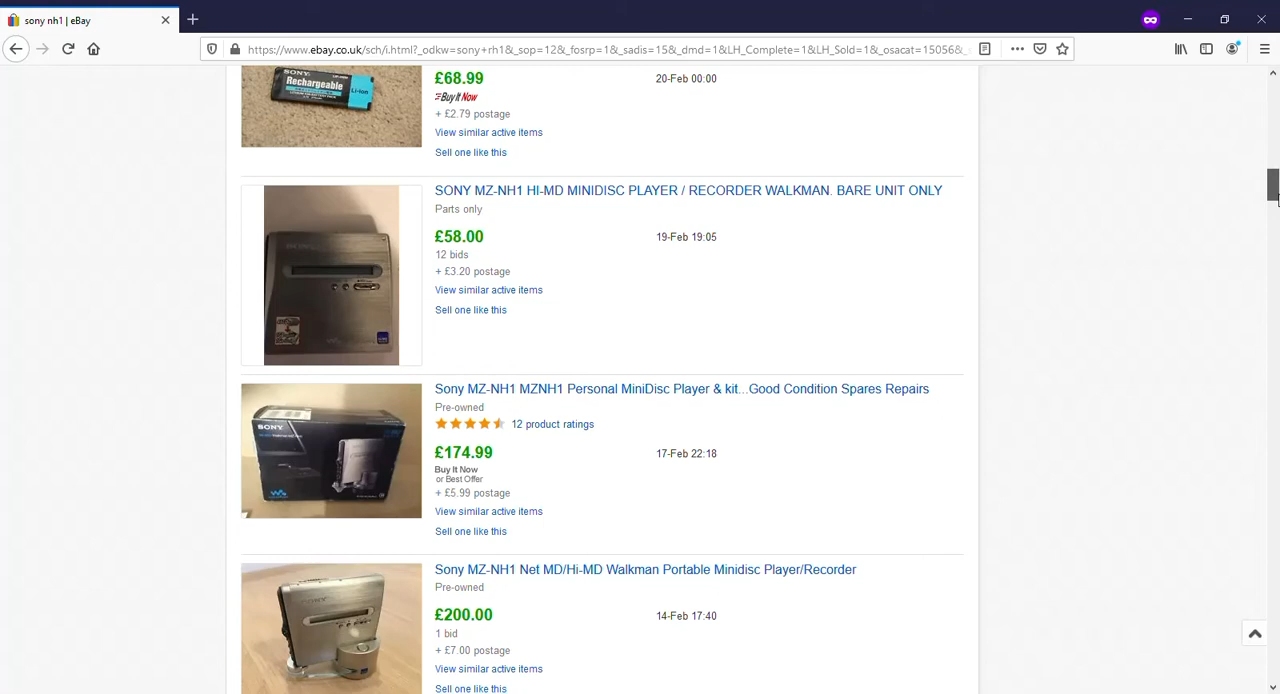 sony nh1 | eBay
https://www.ebay.co.uk/sch/i.html?_odkw=sony+rh1&_sop=12&_fosrp=1&_sadis=15&_dmd=1&LH_Complete=1&LH_Sold=1&_osacat=15056&_
SONY
Rechargeable
Li-ion
£68.99
20-Feb 00:00
Buy It Now
+ £2.79 postage
View similar active items
Sell one like this
SONY MZ-NH1 HI-MD MINIDISC PLAYER / RECORDER WALKMAN. BARE UNIT ONLY
Parts only
£58.00
19-Feb 19:05
12 bids
+ £3.20 postage
View similar active items
Sell one like this
Sony MZ-NH1 MZNH1 Personal MiniDisc Player & kit...Good Condition Spares Repairs
Pre-owned
12 product ratings
SONY
£174.99
17-Feb 22:18
Buy It Now
or Best Offer
+ £5.99 postage
View similar active items
Sell one like this
Sony MZ-NH1 Net MD/Hi-MD Walkman Portable Minidisc Player/Recorder
Pre-owned
£200.00
14-Feb 17:40
1 bid
+ £7.00 postage
View similar active items
Sell one like this